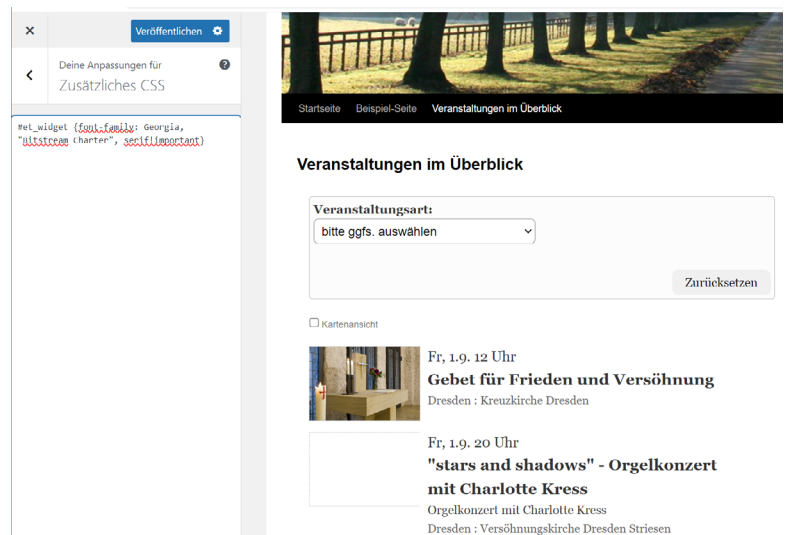 ×
Veröffentlichen
Deine Anpassungen für
Zusätzliches CSS
?
#et_widget {font-family: Georgia,
"Bitstream Charter", serif!important}
Startseite Beispiel-Seite Veranstaltungen im Überblick
Veranstaltungen im Überblick
Veranstaltungsart:
bitte ggfs. auswählen
Zurücksetzen
Kartenansicht
Fr, 1.9. 12 Uhr
Gebet für Frieden und Versöhnung
Dresden : Kreuzkirche Dresden
Fr, 1.9. 20 Uhr
"stars and shadows" - Orgelkonzert
mit Charlotte Kress
Orgelkonzert mit Charlotte Kress
Dresden : Versöhnungskirche Dresden Striesen